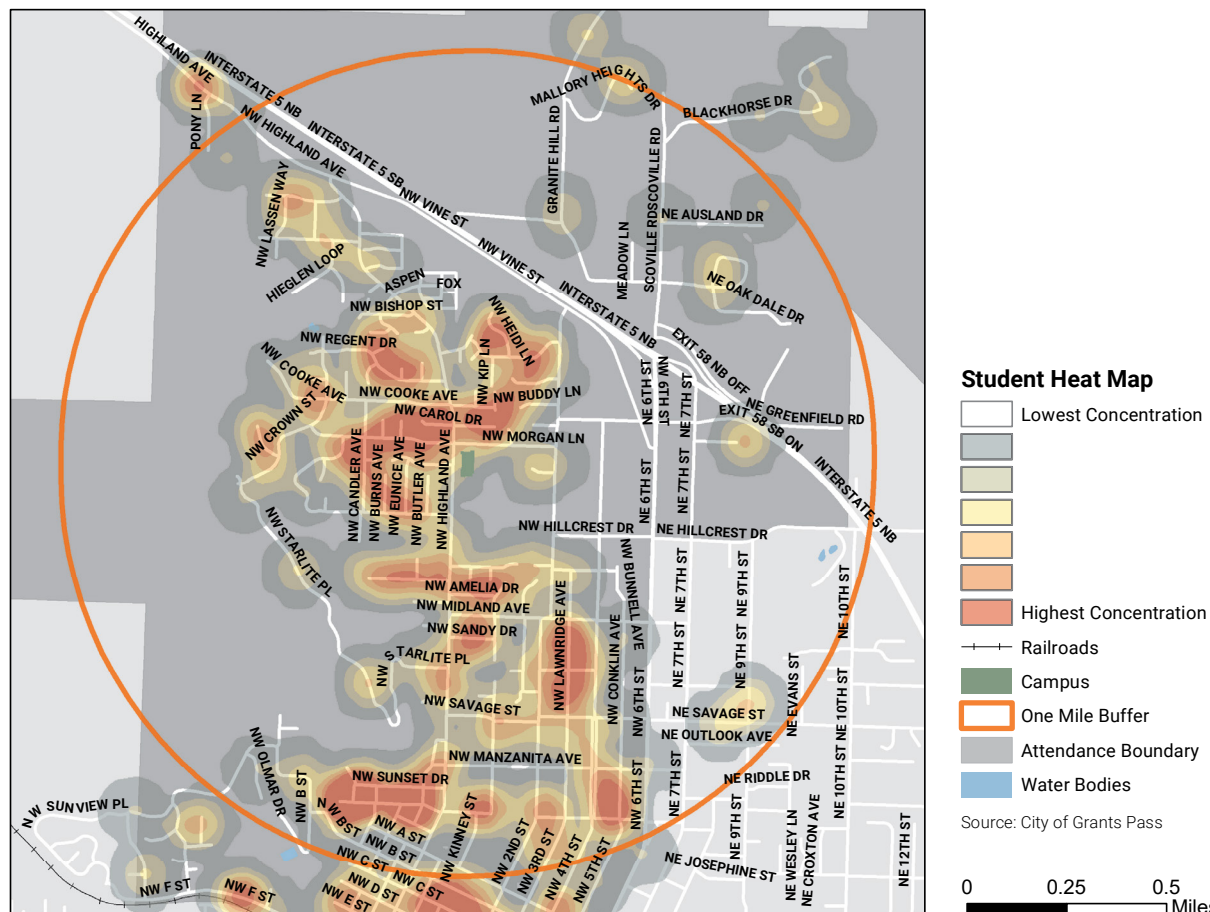 HIGHLAND AVE
INTERSTATE 5 NB
PONY LN
NW HIGHLAND AVE
INTERSTATE 5 SB
MALLORY HEIGHTS DR
BLACKHORSE DR
GRANITE HILL RD
SCOVILLE RD
SCOVILLE RD
NW LASSEN WAY
NW VINE ST
NE AUSLAND DR
MEADOW LN
NW VINE ST
HIEGLEN LOOP
ASPEN
FOX
NE OAK DALE DR
INTERSTATE 5 NB
NW BISHOP ST
NW HEIDI LN
NW REGENT DR
NW KIP LN
EXIT 58 NB OFF
NW COOKE AVE
NW COOKE AVE
NW BUDDY LN
NE 6TH ST
NW 6TH ST
NE 7TH ST
NE GREENFIELD RD
EXIT 58 SB ON
NW CROWN ST
NW CAROL DR
NW MORGAN LN
INTERSTATE 5 NB
NW CANDLER AVE
NW BURNS AVE
NW EUNICE AVE
NW BUTLER AVE
NW HIGHLAND AVE
NE 6TH ST
NE 7TH ST
NW STARLITE PL
NW HILLCREST DR
NE HILLCREST DR
NW BUNNELL AVE
NE 7TH ST
NE 9TH ST
NE 10TH ST
NW AMELIA DR
NW MIDLAND AVE
NW SANDY DR
NW LAWNRIDGE AVE
NW CONKLIN AVE
NW STARLITE PL
NW 6TH ST
NE 7TH ST
NE 9TH ST
NE EVANS ST
NE 10TH ST
NW SAVAGE ST
NE SAVAGE ST
NE OUTLOOK AVE
NW OLMAR DR
NW B ST
NW MANZANITA AVE
NW SUNSET DR
NW 6TH ST
NE 7TH ST
NE RIDDLE DR
NE 10TH ST
NW SUNVIEW PL
NW B ST
NW A ST
NW B ST
NW KINNEY ST
NW 2ND ST
NW 3RD ST
NW 4TH ST
NW 5TH ST
NE 9TH ST
NE WESLEY LN
NE CROXTON AVE
NE 12TH ST
NE JOSEPHINE ST
NW C ST
NW C ST
NW D ST
NW E ST
NW F ST
NW F ST
Student Heat Map
Lowest Concentration
Highest Concentration
Railroads
Campus
One Mile Buffer
Attendance Boundary
Water Bodies
Source: City of Grants Pass
0 0.25 0.5
Miles